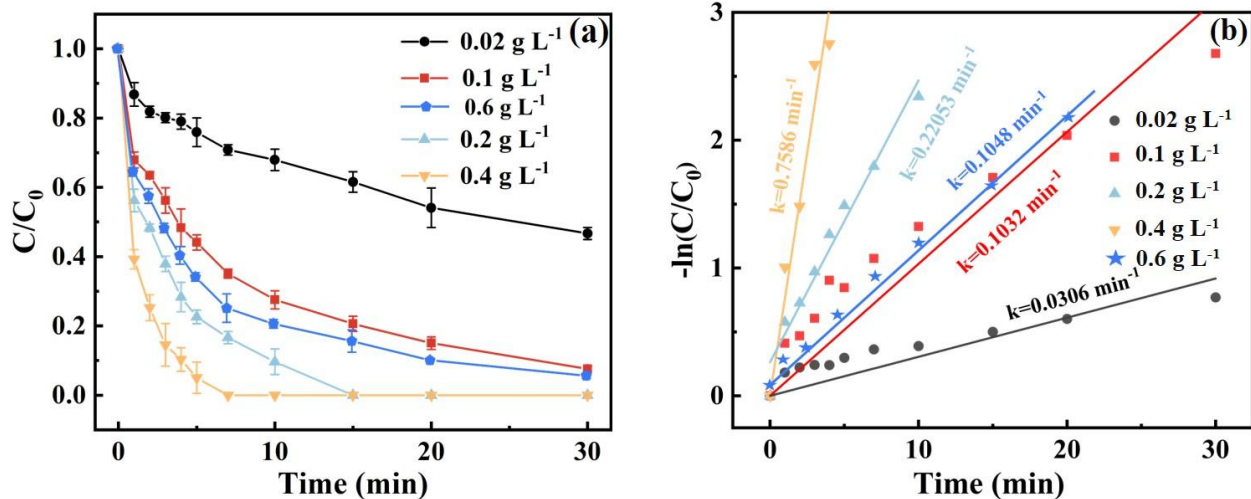 (a)
0.02 g L⁻¹
0.1 g L⁻¹
0.6 g L⁻¹
0.2 g L⁻¹
0.4 g L⁻¹
1.0
0.8
0.6
0.4
0.2
0.0
C/C₀
0 10 20 30
Time (min)
(b)
3
2
1
0
-ln(C/C₀)
k=0.7586 min⁻¹
k=0.22053 min⁻¹
k=0.1048 min⁻¹
k=0.1032 min⁻¹
k=0.0306 min⁻¹
0.02 g L⁻¹
0.1 g L⁻¹
0.2 g L⁻¹
0.4 g L⁻¹
0.6 g L⁻¹
0 10 20 30
Time (min)